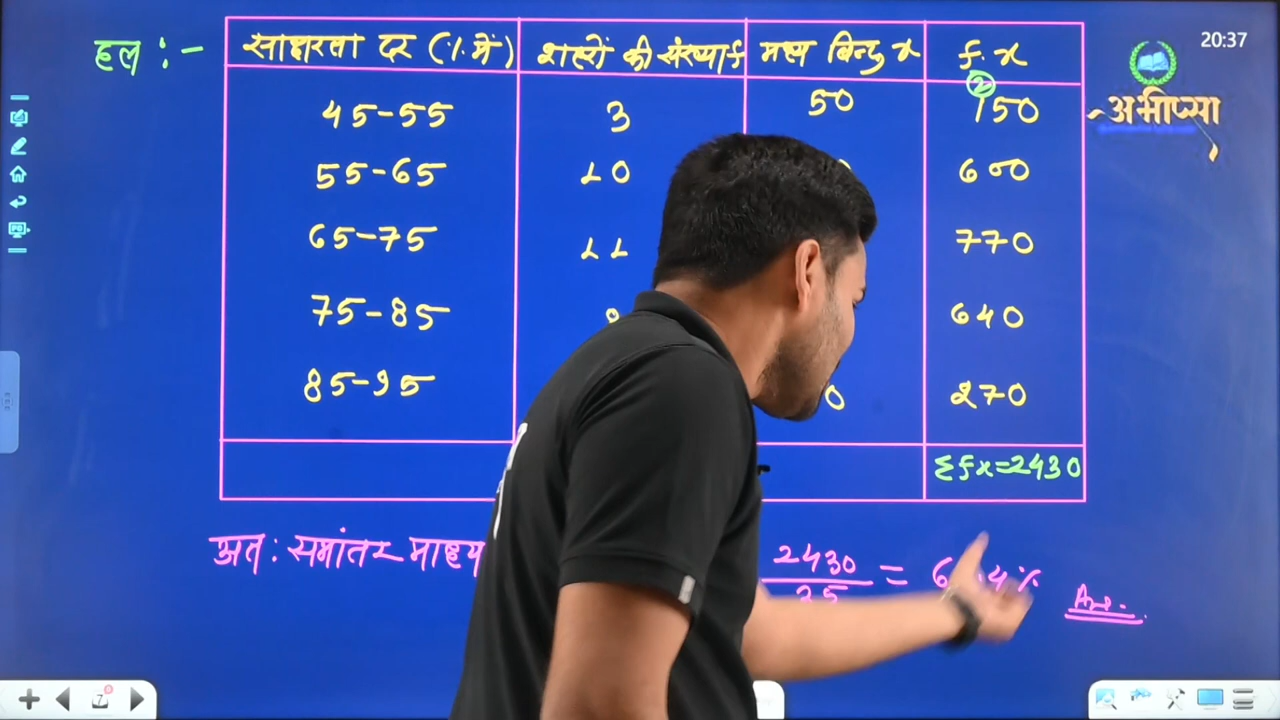 20:37
अभीप्सा
हल :- साक्षरता दर (% में) शहरों की संख्या f मध्य बिन्दु x f.x
45-55 3 50 150
55-65 10 600
65-75 11 770
75-85 640
85-95 270
Σfx=2430
अत: समांतर माध्य 2430/35 = % Ans.